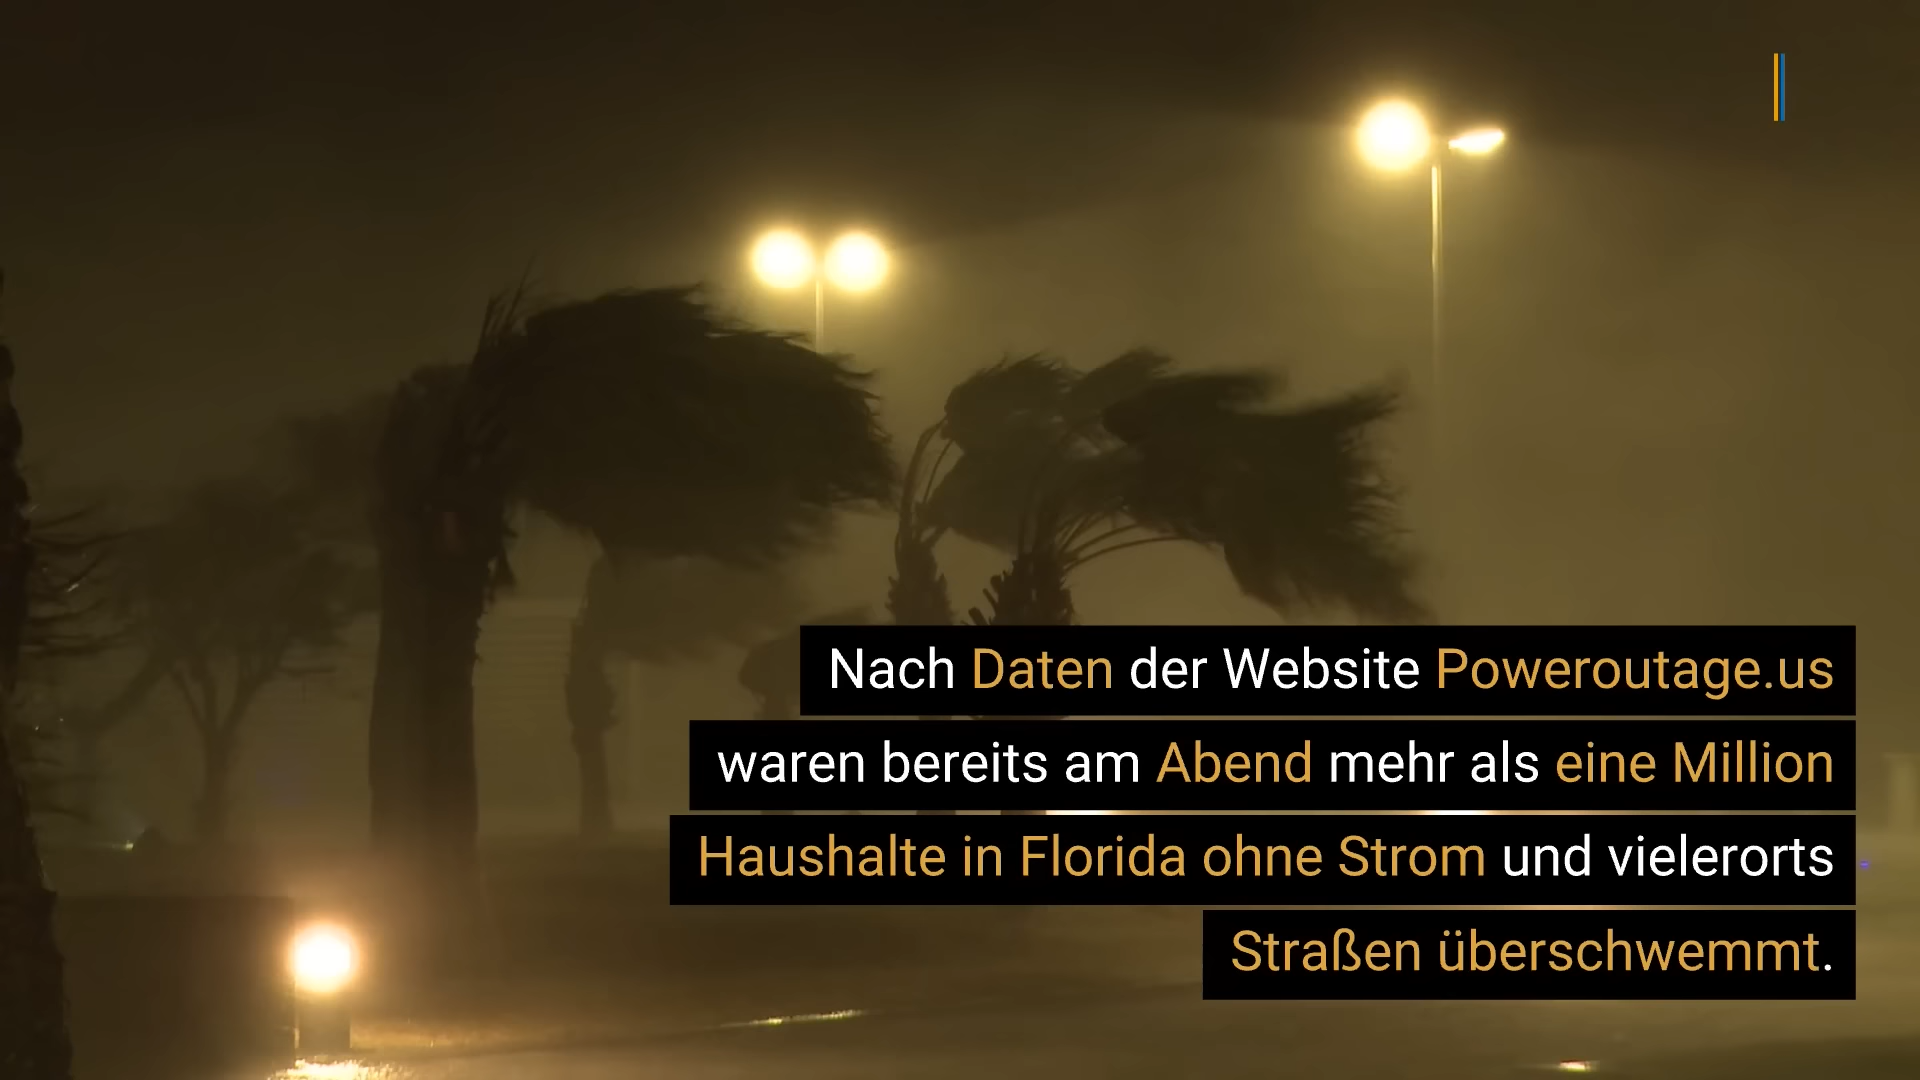 Nach Daten der Website Poweroutage.us
waren bereits am Abend mehr als eine Million
Haushalte in Florida ohne Strom und vielerorts
Straßen überschwemmt.